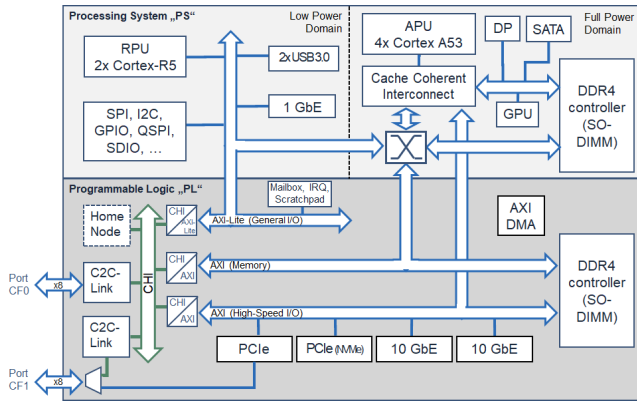 Processing System „PS“
Low Power
Domain
Full Power
Domain
RPU
2x Cortex-R5
2xUSB3.0
APU
4x Cortex A53
DP
SATA
Cache Coherent
Interconnect
GPU
DDR4
controller
(SO-
DIMM)
SPI, I2C,
GPIO, QSPI,
SDIO, ...
1 GbE
Programmable Logic „PL“
Mailbox, IRQ,
Scratchpad
Home
Node
CHI
AXI-
Lite
AXI-Lite (General I/O)
AXI
DMA
Port
CF0
x8
C2C-
Link
CHI
CHI
AXI
AXI (Memory)
DDR4
controller
(SO-
DIMM)
C2C-
Link
CHI
AXI
AXI (High-Speed I/O)
PCIe
PCIe (NVMe)
10 GbE
10 GbE
Port
CF1
x8